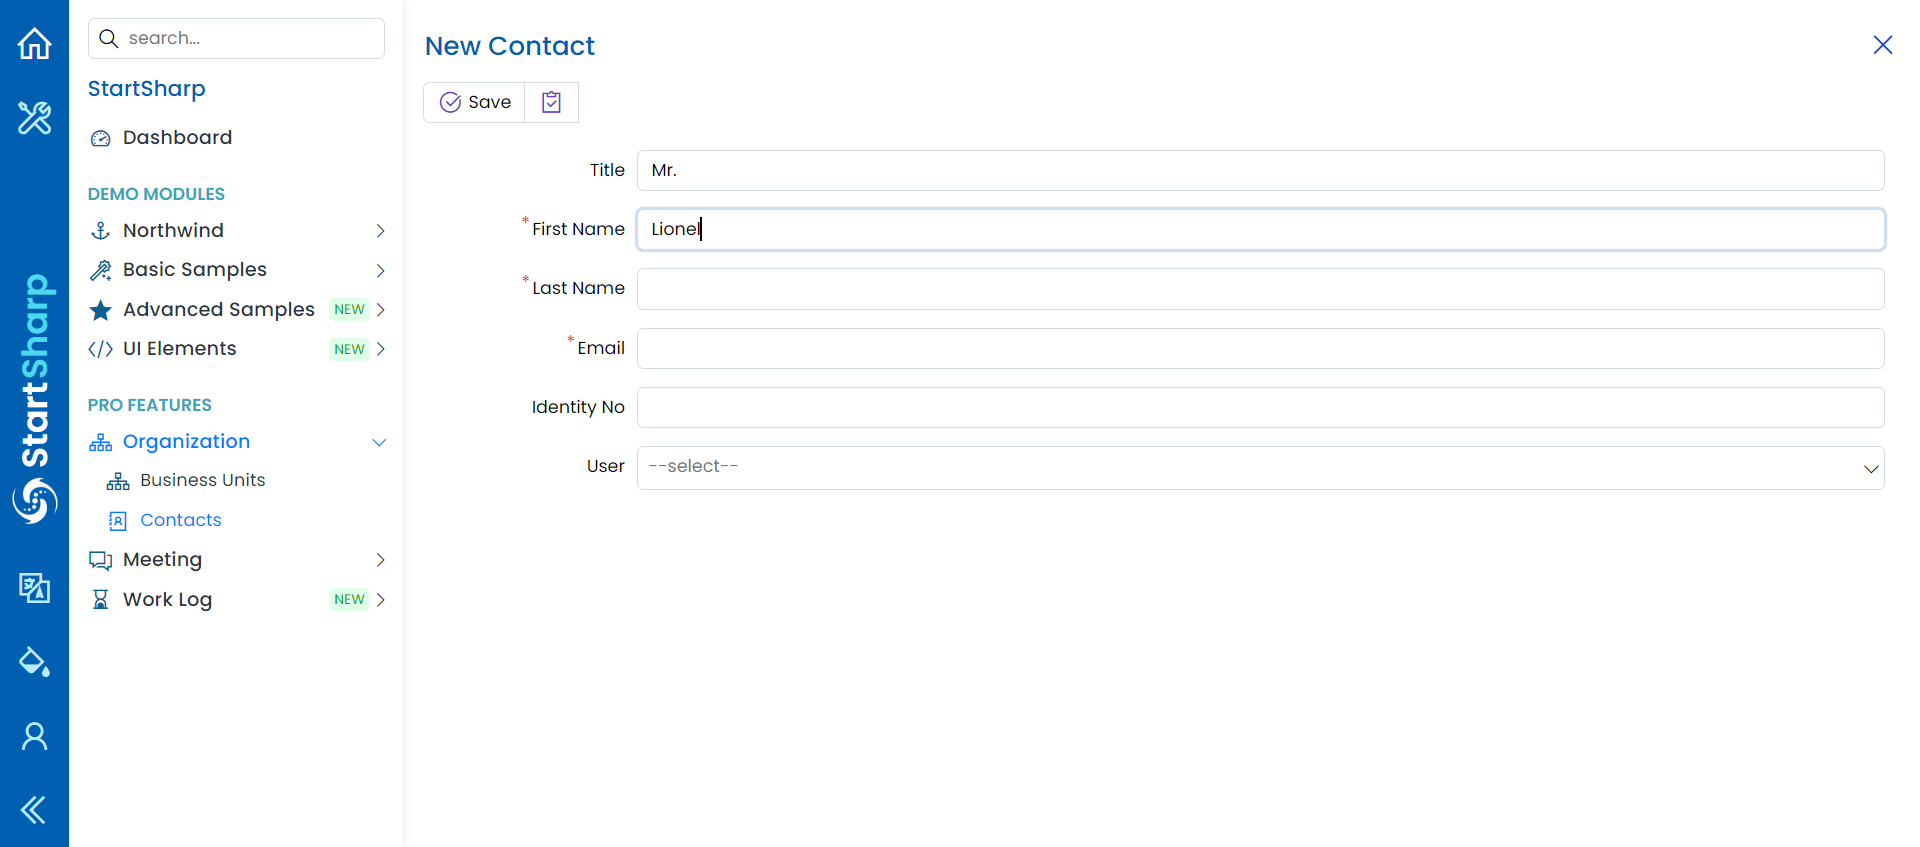 search...
StartSharp
Dashboard
DEMO MODULES
Northwind
Basic Samples
Advanced Samples NEW
UI Elements NEW
PRO FEATURES
Organization
Business Units
Contacts
Meeting
Work Log NEW
StartSharp
New Contact
Save
Title Mr.
*First Name Lionel
*Last Name
*Email
Identity No
User --select--